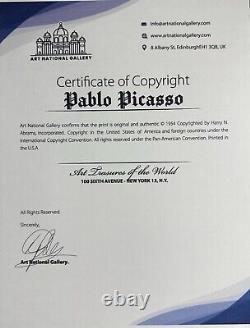 info@artnationalgallery.com
www.artnationalgallery.com
8 Albany St, EdinburghEH1 3QB, UK
ART NATIONAL GALLERY
Certificate of Copyright
Pablo Picasso
Art National Gallery confirms that the print is original and authentic © 1954 Copyrighted by Harry N.
Abrams, Incorporated. Copyright in the United States of America and foreign countries under the
International Copyright Convention. All rights reserved under the Pan-American Convention. Printed in
the U.S.A.
Art Treasures of the World
100 SIXTH AVENUE - NEW YORK 13, N.Y.
All Rights Reserved.
Sincerely,
Art National Gallery.